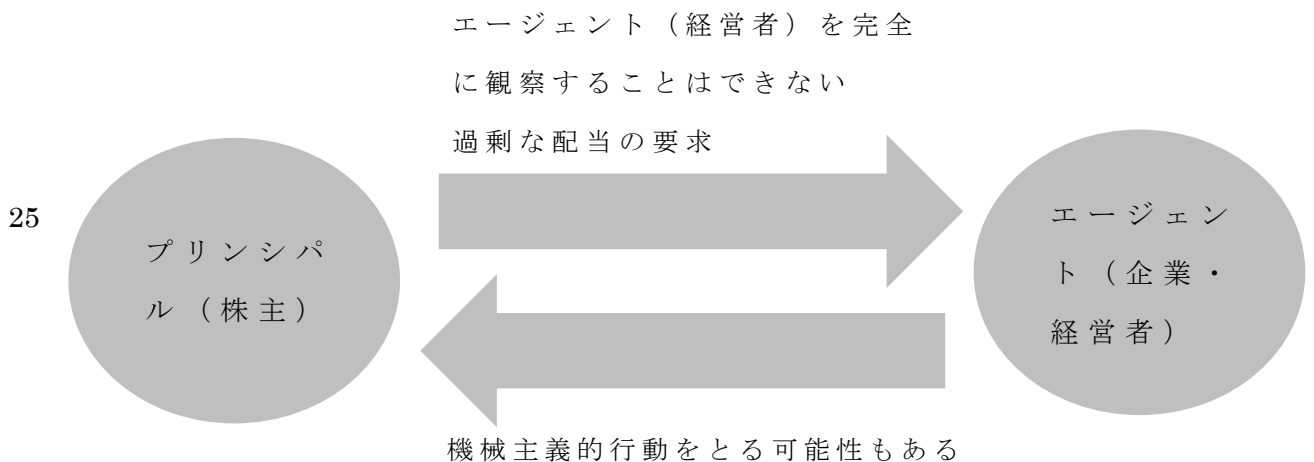 エージェント（経営者）を完全
に観察することはできない
過剰な配当の要求
25
プリンシパ
ル（株主）
エージェン
ト（企業・
経営者）
機械主義的行動をとる可能性もある